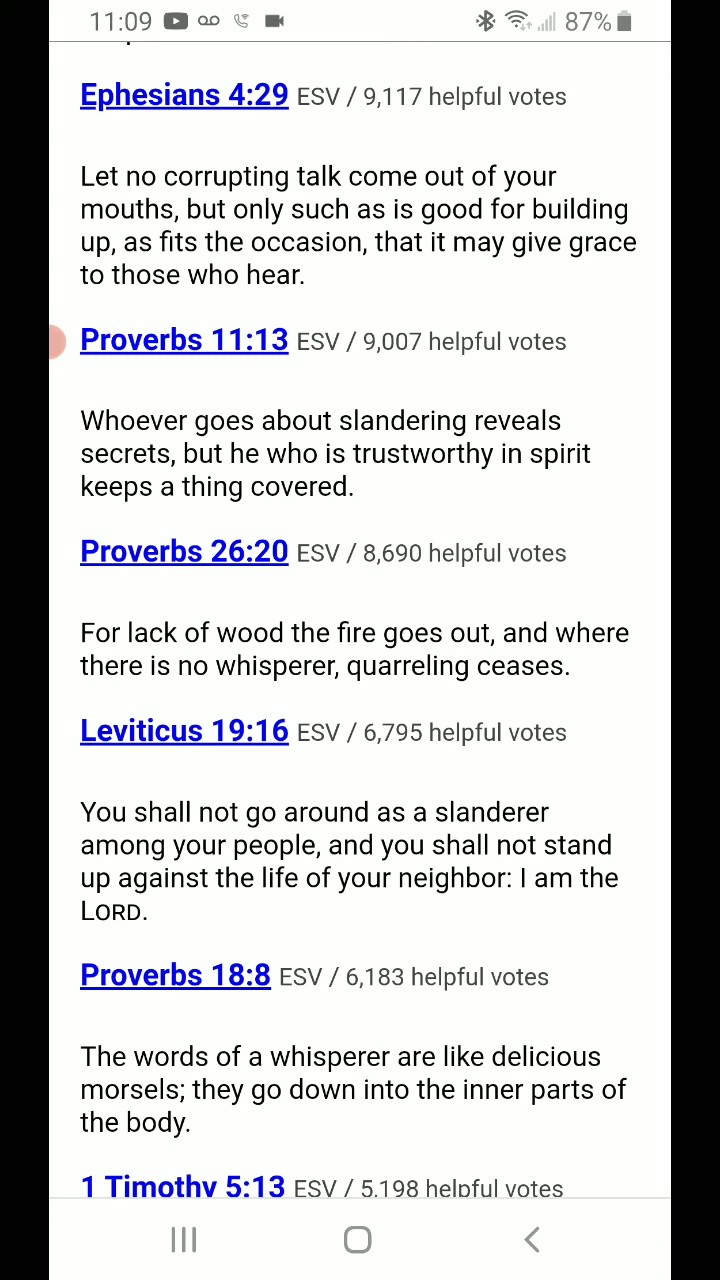 11:09 87%
Ephesians 4:29 ESV / 9,117 helpful votes
Let no corrupting talk come out of your
mouths, but only such as is good for building
up, as fits the occasion, that it may give grace
to those who hear.
Proverbs 11:13 ESV / 9,007 helpful votes
Whoever goes about slandering reveals
secrets, but he who is trustworthy in spirit
keeps a thing covered.
Proverbs 26:20 ESV / 8,690 helpful votes
For lack of wood the fire goes out, and where
there is no whisperer, quarreling ceases.
Leviticus 19:16 ESV / 6,795 helpful votes
You shall not go around as a slanderer
among your people, and you shall not stand
up against the life of your neighbor: I am the
LORD.
Proverbs 18:8 ESV / 6,183 helpful votes
The words of a whisperer are like delicious
morsels; they go down into the inner parts of
the body.
1 Timothy 5:13 ESV / 5,198 helpful votes